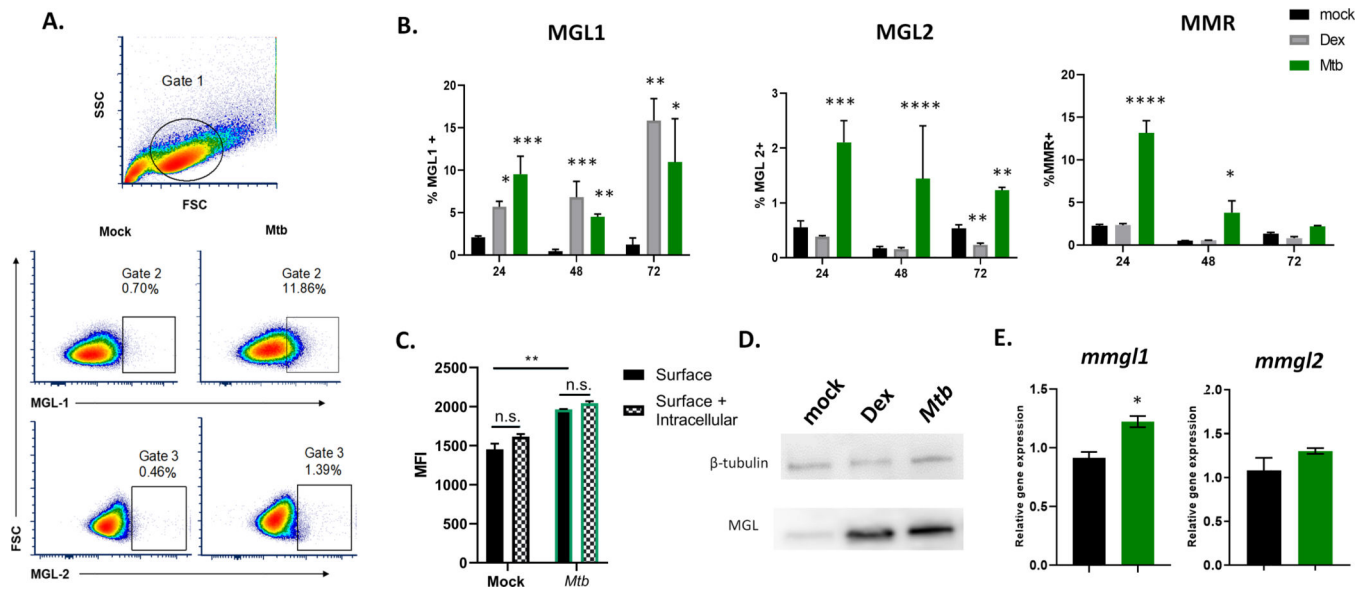 A.
SSC
Gate 1
FSC
Mock
Mtb
Gate 2
0.70%
Gate 2
11.86%
MGL-1
Gate 3
0.46%
Gate 3
1.39%
FSC
MGL-2
B.
mock
Dex
Mtb
MGL1
% MGL1 +
20
15
10
5
0
*
***
***
**
**
*
24
48
72
MGL2
% MGL 2+
3
2
1
0
***
****
**
**
24
48
72
MMR
%MMR+
20
15
10
5
0
****
*
24
48
72
C.
MFI
2500
2000
1500
1000
500
0
**
n.s.
n.s.
Surface
Surface +
Intracellular
Mock
Mtb
D.
mock
Dex
Mtb
β-tubulin
MGL
E.
mmgl1
Relative gene expression
1.5
1.0
0.5
0.0
*
mmgl2
Relative gene expression
2.0
1.5
1.0
0.5
0.0